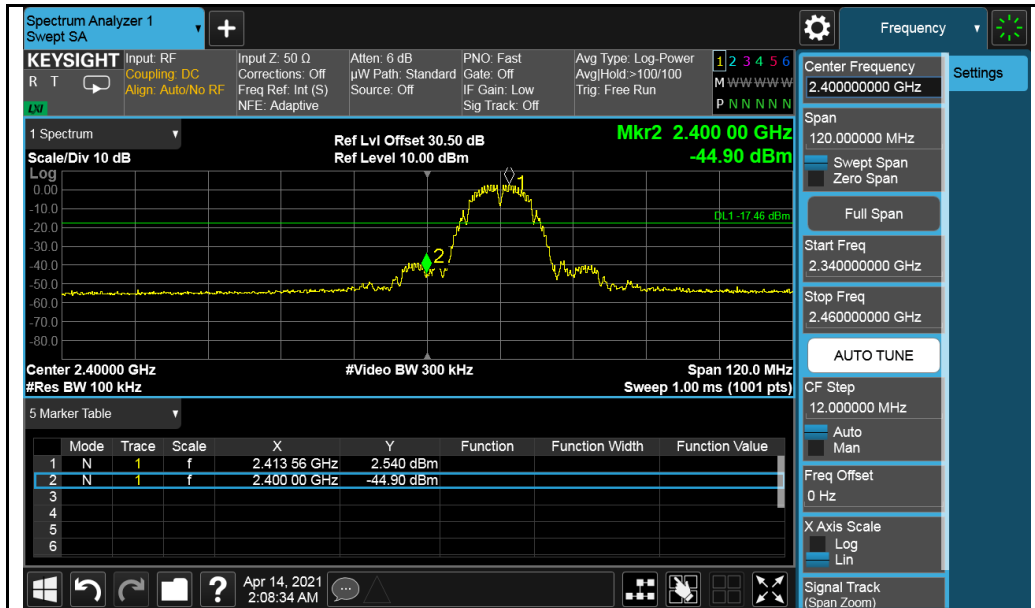 Spectrum Analyzer 1
Swept SA
+
Frequency
KEYSIGHT
R T
LXI
Input: RF
Coupling: DC
Align: Auto/No RF
Input Z: 50 Ω
Corrections: Off
Freq Ref: Int (S)
NFE: Adaptive
Atten: 6 dB
µW Path: Standard
Source: Off
PNO: Fast
Gate: Off
IF Gain: Low
Sig Track: Off
Avg Type: Log-Power
Avg|Hold:>100/100
Trig: Free Run
1 2 3 4 5 6
M W W W W W
P N N N N N
1 Spectrum
Scale/Div 10 dB
Ref Lvl Offset 30.50 dB
Ref Level 10.00 dBm
Mkr2 2.400 00 GHz
-44.90 dBm
Log
0.00
-10.0
-20.0
-30.0
-40.0
-50.0
-60.0
-70.0
-80.0
1
2
DL1 -17.46 dBm
Center 2.40000 GHz
#Video BW 300 kHz
Span 120.0 MHz
#Res BW 100 kHz
Sweep 1.00 ms (1001 pts)
5 Marker Table
Mode Trace Scale X Y Function Function Width Function Value
1 N 1 f 2.413 56 GHz 2.540 dBm
2 N 1 f 2.400 00 GHz -44.90 dBm
3
4
5
6
?
Apr 14, 2021
2:08:34 AM
Center Frequency
2.400000000 GHz
Settings
Span
120.000000 MHz
Swept Span
Zero Span
Full Span
Start Freq
2.340000000 GHz
Stop Freq
2.460000000 GHz
AUTO TUNE
CF Step
12.000000 MHz
Auto
Man
Freq Offset
0 Hz
X Axis Scale
Log
Lin
Signal Track
(Span Zoom)